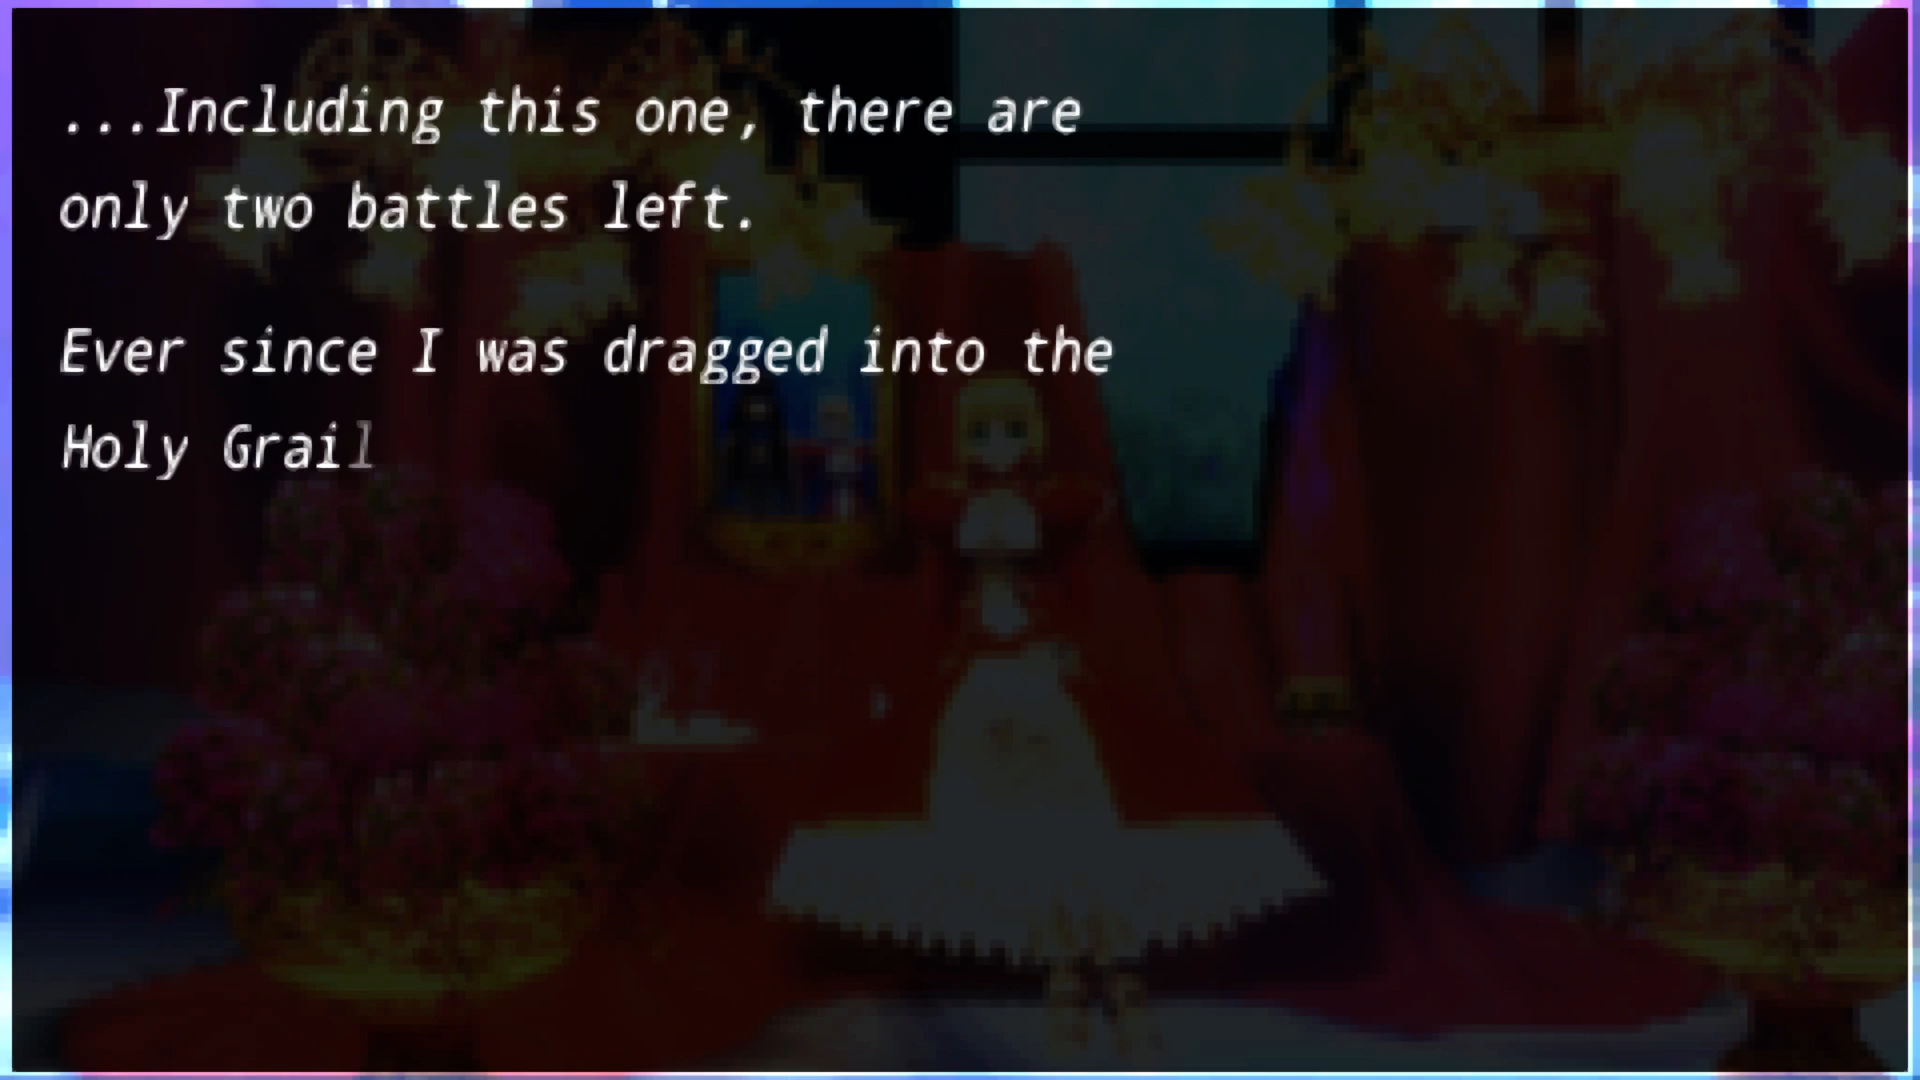 ...Including this one, there are
only two battles left.
Ever since I was dragged into the
Holy Grail